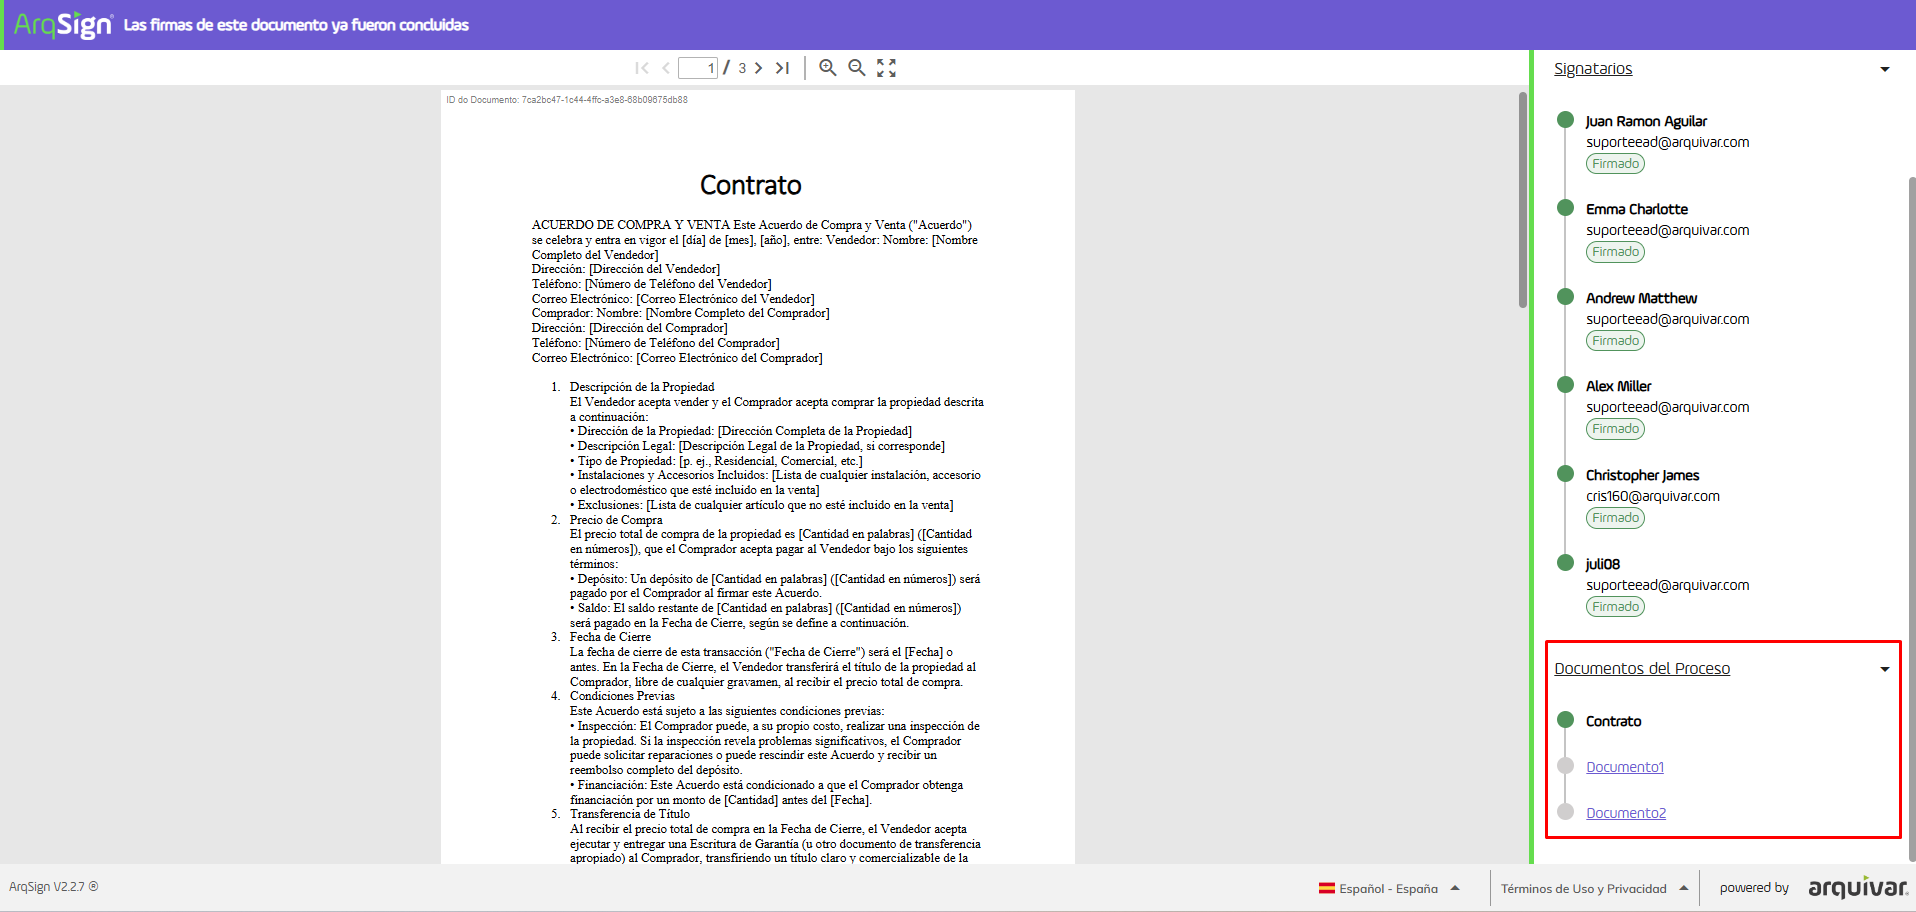 ArqSign® Las firmas de este documento ya fueron concluidas
1 / 3
ID do Documento: 7ca2bc47-1c44-4ffc-a3e8-68b09675db88
Contrato
ACUERDO DE COMPRA Y VENTA Este Acuerdo de Compra y Venta ("Acuerdo")
se celebra y entra en vigor el [día] de [mes], [año], entre: Vendedor: Nombre: [Nombre
Completo del Vendedor]
Dirección: [Dirección del Vendedor]
Teléfono: [Número de Teléfono del Vendedor]
Correo Electrónico: [Correo Electrónico del Vendedor]
Comprador: Nombre: [Nombre Completo del Comprador]
Dirección: [Dirección del Comprador]
Teléfono: [Número de Teléfono del Comprador]
Correo Electrónico: [Correo Electrónico del Comprador]
1. Descripción de la Propiedad
El Vendedor acepta vender y el Comprador acepta comprar la propiedad descrita
a continuación:
• Dirección de la Propiedad: [Dirección Completa de la Propiedad]
• Descripción Legal: [Descripción Legal de la Propiedad, si corresponde]
• Tipo de Propiedad: [p. ej., Residencial, Comercial, etc.]
• Instalaciones y Accesorios Incluidos: [Lista de cualquier instalación, accesorio
o electrodoméstico que esté incluido en la venta]
• Exclusiones: [Lista de cualquier artículo que no esté incluido en la venta]
2. Precio de Compra
El precio total de compra de la propiedad es [Cantidad en palabras] ([Cantidad
en números]), que el Comprador acepta pagar al Vendedor bajo los siguientes
términos:
• Depósito: Un depósito de [Cantidad en palabras] ([Cantidad en números]) será
pagado por el Comprador al firmar este Acuerdo.
• Saldo: El saldo restante de [Cantidad en palabras] ([Cantidad en números])
será pagado en la Fecha de Cierre, según se define a continuación.
3. Fecha de Cierre
La fecha de cierre de esta transacción ("Fecha de Cierre") será el [Fecha] o
antes. En la Fecha de Cierre, el Vendedor transferirá el título de la propiedad al
Comprador, libre de cualquier gravamen, al recibir el precio total de compra.
4. Condiciones Previas
Este Acuerdo está sujeto a las siguientes condiciones previas:
• Inspección: El Comprador puede, a su propio costo, realizar una inspección de
la propiedad. Si la inspección revela problemas significativos, el Comprador
puede solicitar reparaciones o puede rescindir este Acuerdo y recibir un
reembolso completo del depósito.
• Financiación: Este Acuerdo está condicionado a que el Comprador obtenga
financiación por un monto de [Cantidad] antes del [Fecha].
5. Transferencia de Título
Al recibir el precio total de compra en la Fecha de Cierre, el Vendedor acepta
ejecutar y entregar una Escritura de Garantía (u otro documento de transferencia
apropiado) al Comprador, transfiriendo un título claro y comercializable de la
Signatarios
Juan Ramon Aguilar
suporteead@arquivar.com
Firmado
Emma Charlotte
suporteead@arquivar.com
Firmado
Andrew Matthew
suporteead@arquivar.com
Firmado
Alex Miller
suporteead@arquivar.com
Firmado
Christopher James
cris160@arquivar.com
Firmado
juli08
suporteead@arquivar.com
Firmado
Documentos del Proceso
Contrato
Documento1
Documento2
ArqSign V2.2.7 ®
Español - España
Términos de Uso y Privacidad
powered by arquivar®